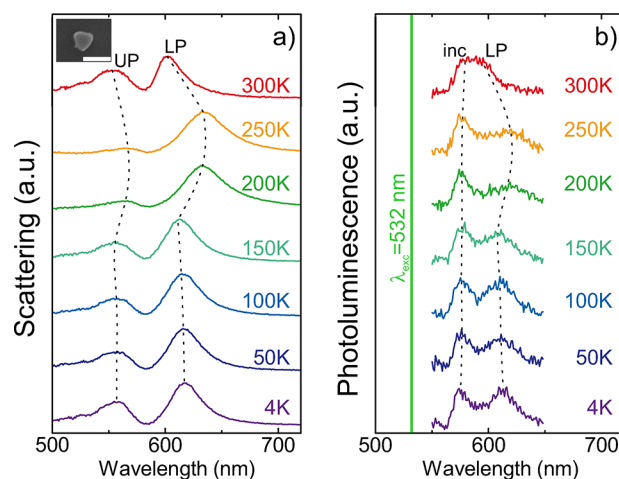 a)
UP
LP
300K
250K
200K
150K
100K
50K
4K
Scattering (a.u.)
500
600
700
Wavelength (nm)
b)
inc
LP
300K
250K
200K
150K
100K
50K
4K
λexc=532 nm
Photoluminescence (a.u.)
500
600
700
Wavelength (nm)